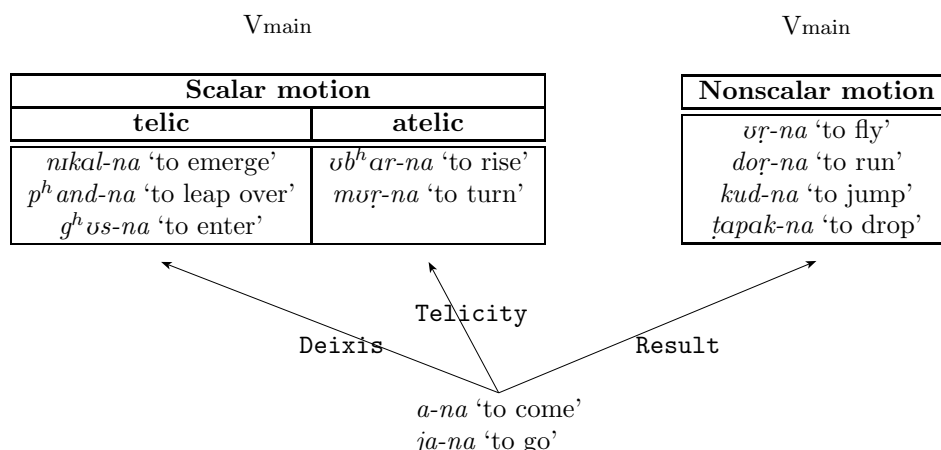 Vmain Vmain
Scalar motion Nonscalar motion
telic atelic
nɪkal-na ‘to emerge’ ʊbʰar-na ‘to rise’ ʊṛ-na ‘to fly’
pʰand-na ‘to leap over’ mʊṛ-na ‘to turn’ doṛ-na ‘to run’
gʰʊs-na ‘to enter’ kud-na ‘to jump’
ṭapak-na ‘to drop’
Telicity
Deixis Result
a-na ‘to come’
ja-na ‘to go’